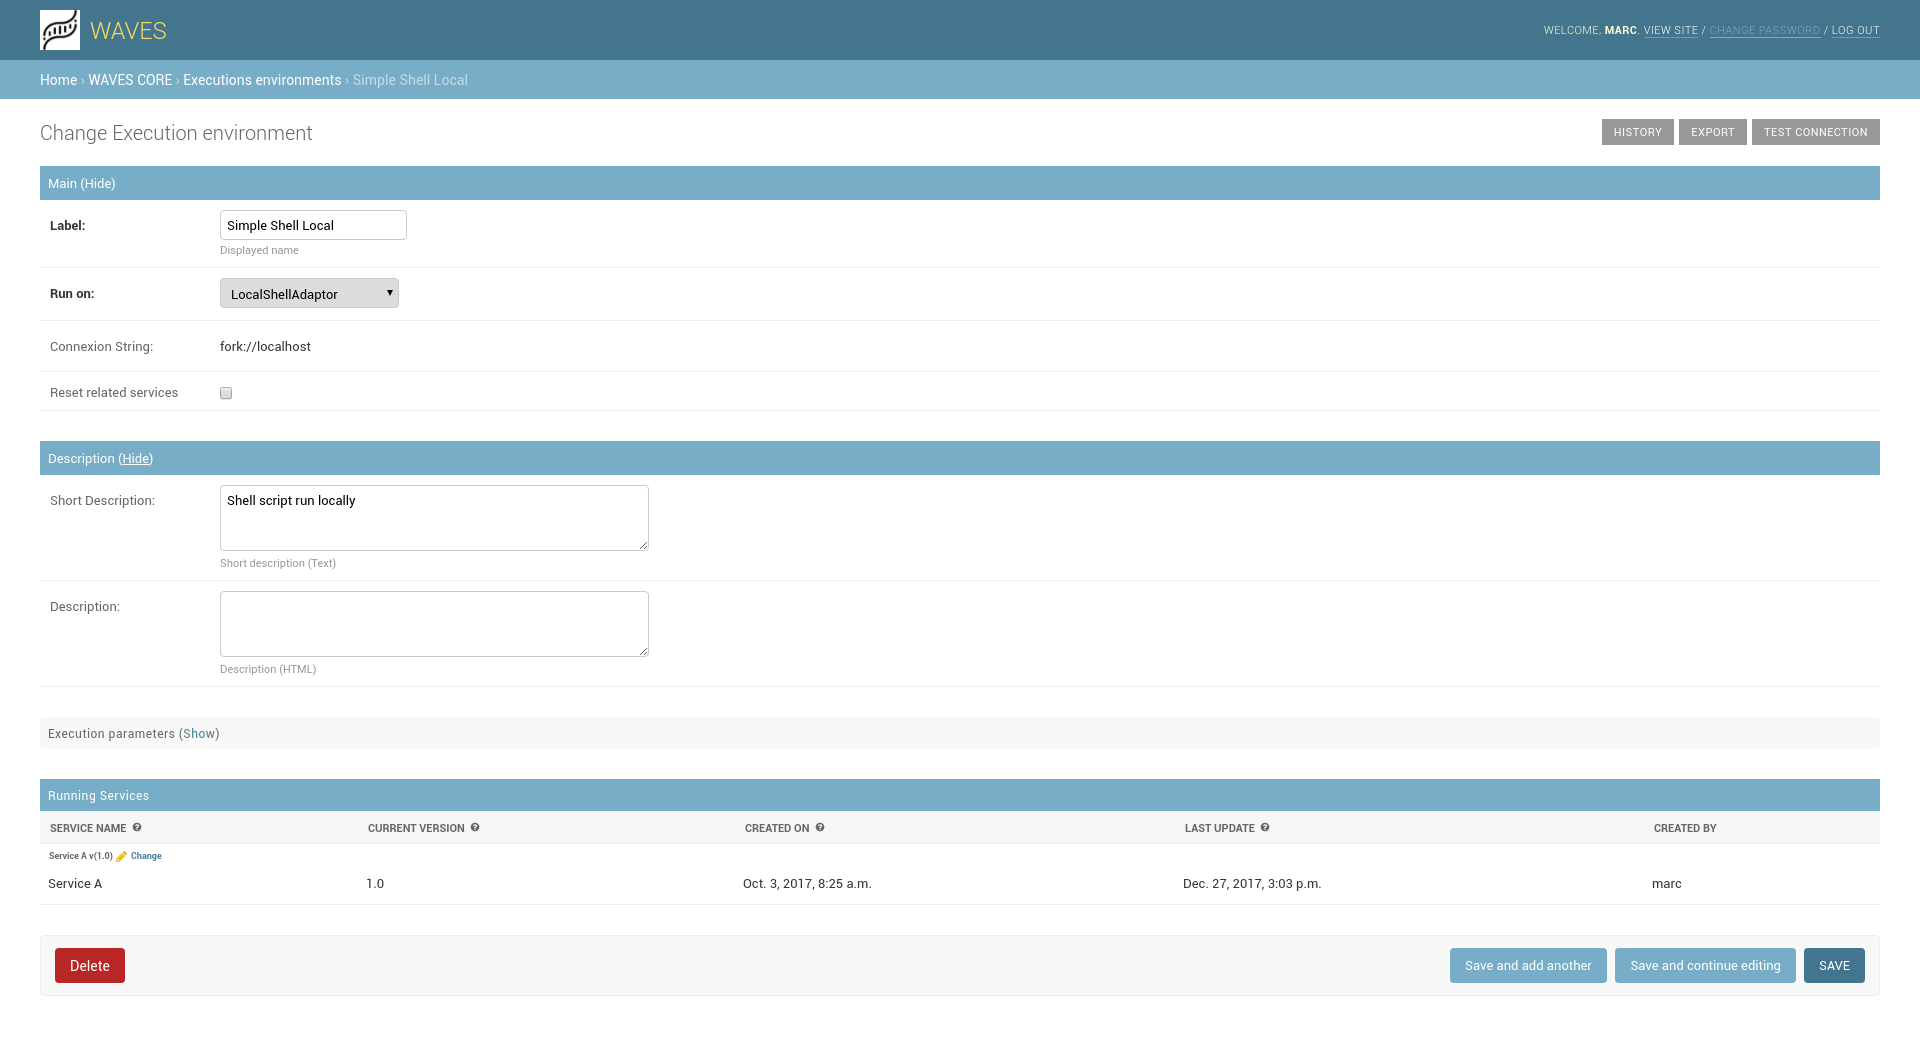 WAVES
WELCOME, MARC. VIEW SITE / CHANGE PASSWORD / LOG OUT
Home › WAVES CORE › Executions environments › Simple Shell Local
Change Execution environment
HISTORY EXPORT TEST CONNECTION
Main (Hide)
Label: Simple Shell Local
Displayed name
Run on: LocalShellAdaptor
Connexion String: fork://localhost
Reset related services
Description (Hide)
Short Description: Shell script run locally
Short description (Text)
Description:
Description (HTML)
Execution parameters (Show)
Running Services
SERVICE NAME CURRENT VERSION CREATED ON LAST UPDATE CREATED BY
Service A v(1.0) Change
Service A 1.0 Oct. 3, 2017, 8:25 a.m. Dec. 27, 2017, 3:03 p.m. marc
Delete Save and add another Save and continue editing SAVE